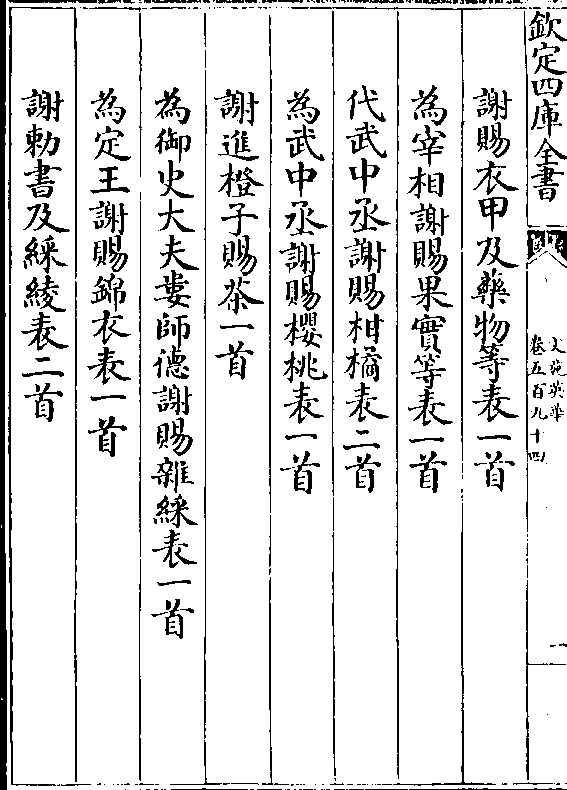 欽定四庫全書
文苑英華
卷五百九十四
一
謝賜衣甲及藥物等表一首
為宰相謝賜果實等表一首
代武中丞謝賜柑橘表二首
為武中丞謝賜櫻桃表一首
謝進橙子賜茶一首
為御史大夫婁師德謝賜雜綵表一首
為定王謝賜錦衣表一首
謝勅書及綵綾表二首